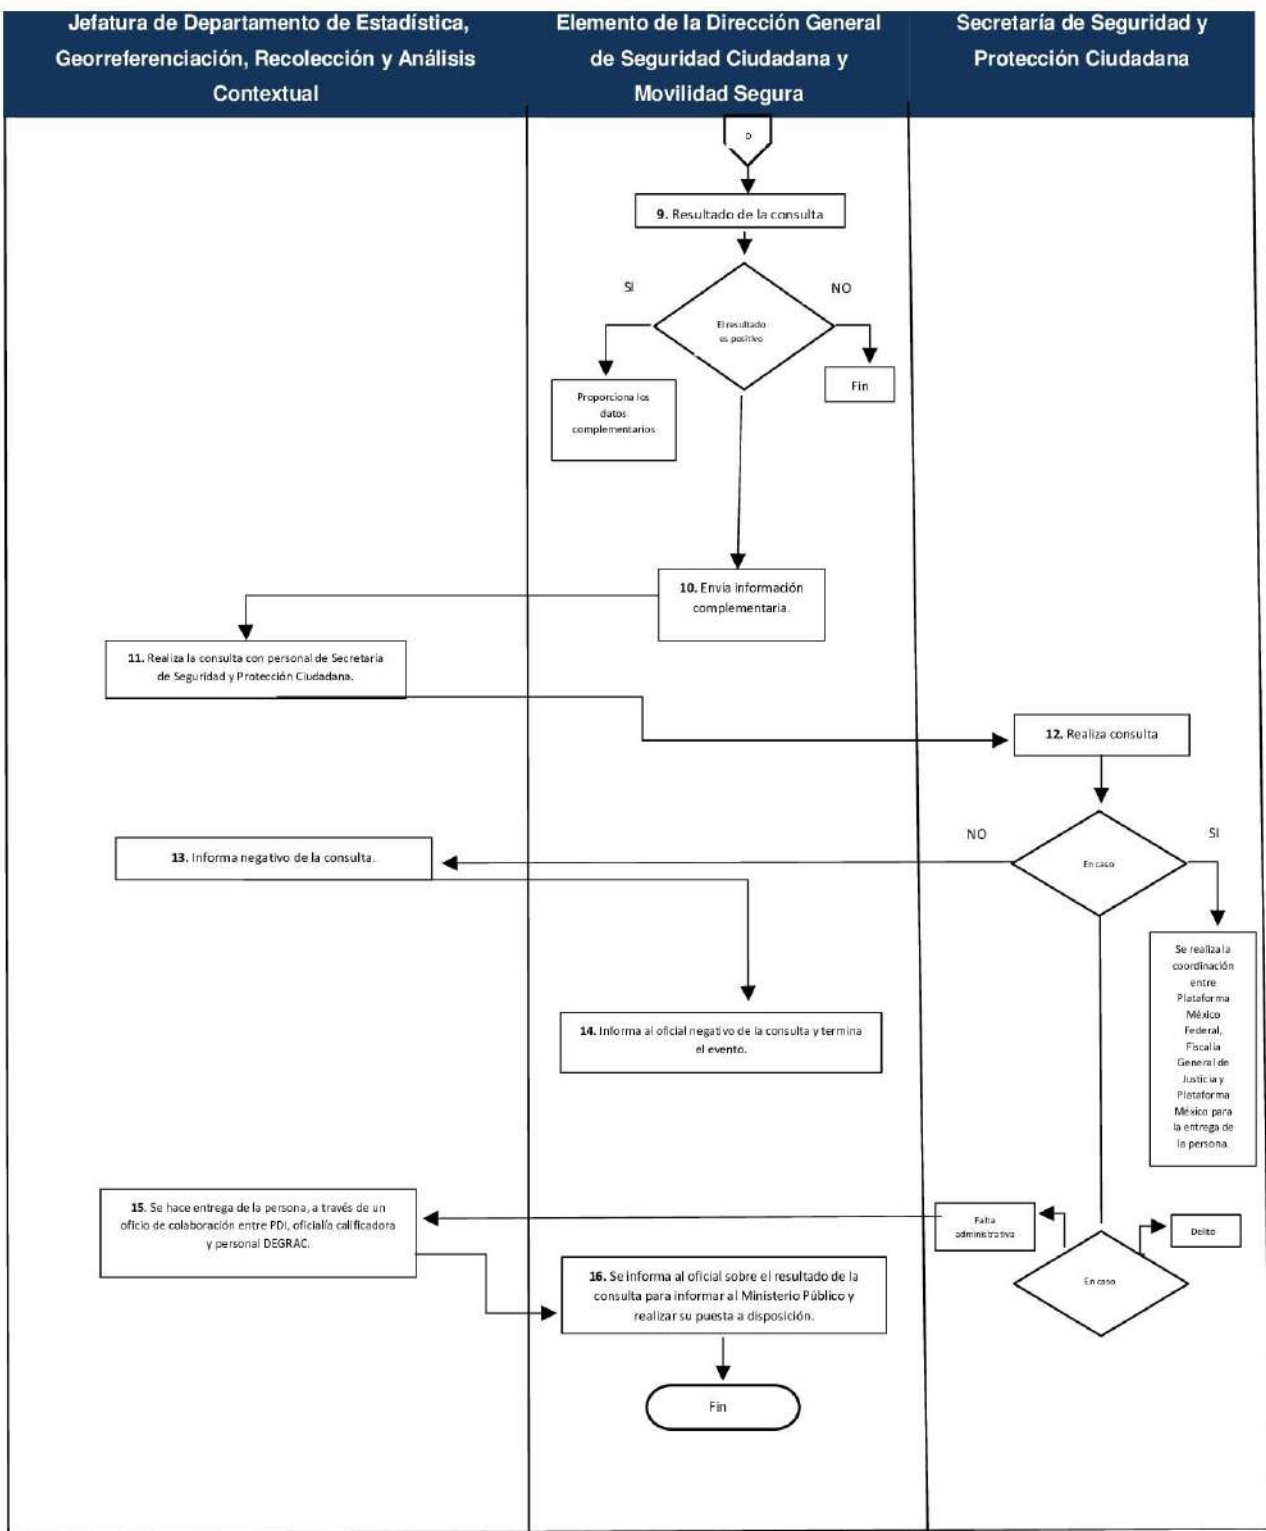 Jefatura de Departamento de Estadística,
Georreferenciación, Recolección y Análisis
Contextual
Elemento de la Dirección General
de Seguridad Ciudadana y
Movilidad Segura
Secretaría de Seguridad y
Protección Ciudadana
9. Resultado de la consulta
SI
NO
El resultado
es positivo
Proporciona los
datos
complementarios
Fin
10. Envía información
complementaria.
11. Realiza la consulta con personal de Secretaría
de Seguridad y Protección Ciudadana.
12. Realiza consulta
NO
SI
En caso
13. Informa negativo de la consulta.
Se realiza la
coordinación
entre
Plataforma
México
Federal,
Fiscalía
General de
Justicia y
Plataforma
México para
la entrega de
la persona.
14. Informa al oficial negativo de la consulta y termina
el evento.
15. Se hace entrega de la persona, a través de un
oficio de colaboración entre PDI, oficialía calificadora
y personal DEGRAC.
Falta
administrativa
Delito
En caso
16. Se informa al oficial sobre el resultado de la
consulta para informar al Ministerio Público y
realizar su puesta a disposición.
Fin